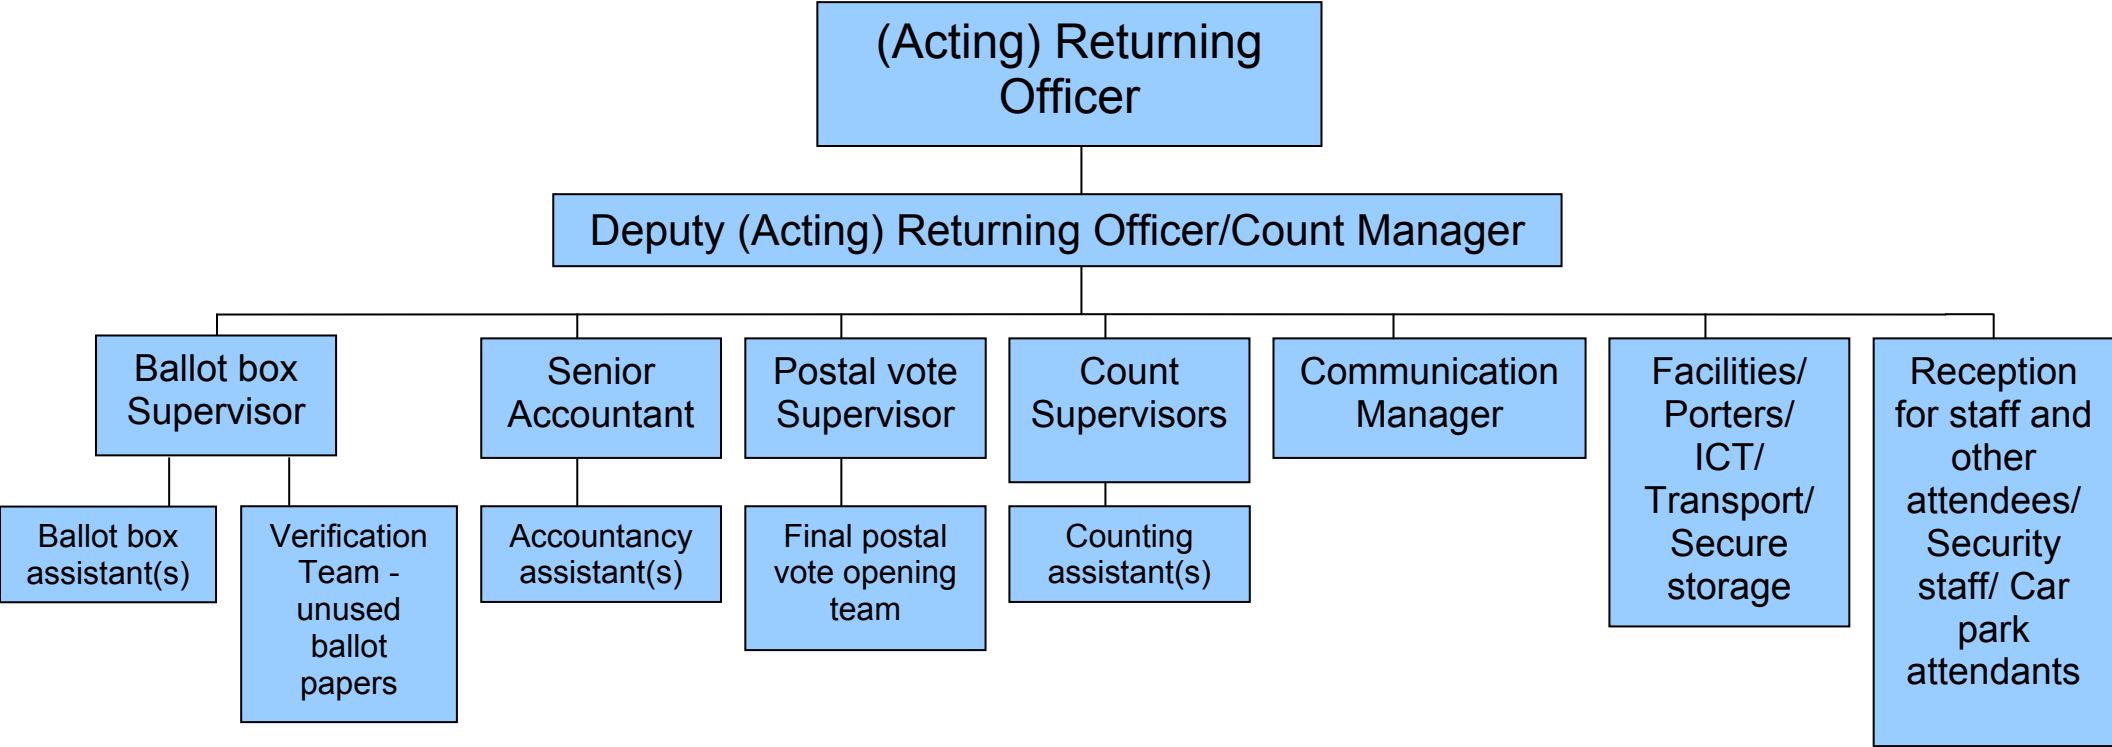 (Acting) Returning
Officer
Deputy (Acting) Returning Officer/Count Manager
Ballot box
Supervisor
Senior
Accountant
Postal vote
Supervisor
Count
Supervisors
Communication
Manager
Facilities/
Porters/
ICT/
Transport/
Secure
storage
Reception
for staff and
other
attendees/
Security
staff/ Car
park
attendants
Ballot box
assistant(s)
Verification
Team -
unused
ballot
papers
Accountancy
assistant(s)
Final postal
vote opening
team
Counting
assistant(s)